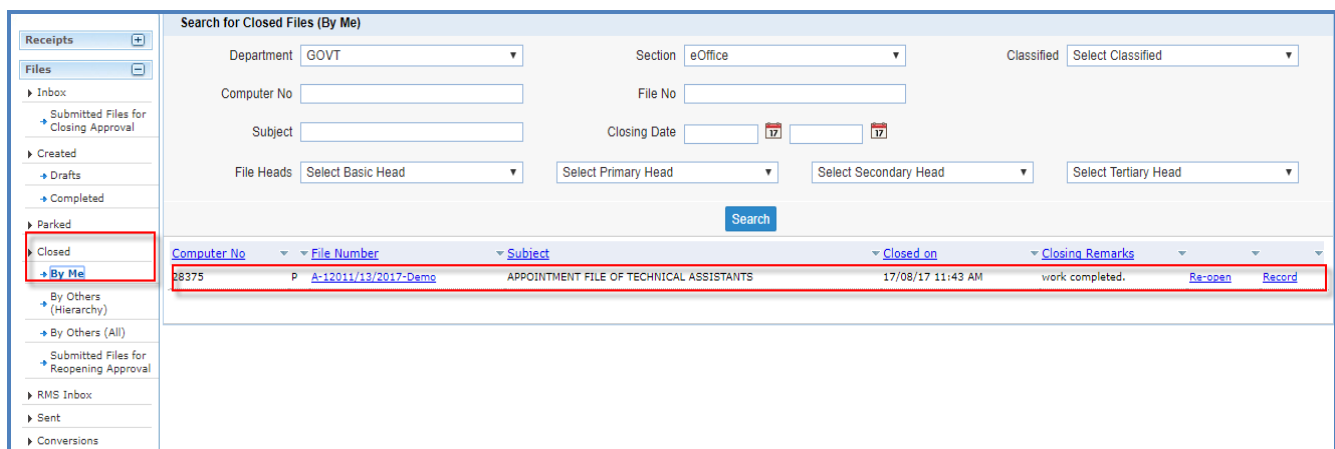 Search for Closed Files (By Me)
Receipts
Files
Inbox
Submitted Files for
Closing Approval
Created
Drafts
Completed
Parked
Closed
By Me
By Others
(Hierarchy)
By Others (All)
Submitted Files for
Reopening Approval
RMS Inbox
Sent
Conversions
Department GOVT Section eOffice Classified Select Classified
Computer No File No
Subject Closing Date 17 17
File Heads Select Basic Head Select Primary Head Select Secondary Head Select Tertiary Head
Search
Computer No File Number Subject Closed on Closing Remarks
28375 P A-12011/13/2017-Demo APPOINTMENT FILE OF TECHNICAL ASSISTANTS 17/08/17 11:43 AM work completed. Re-open Record